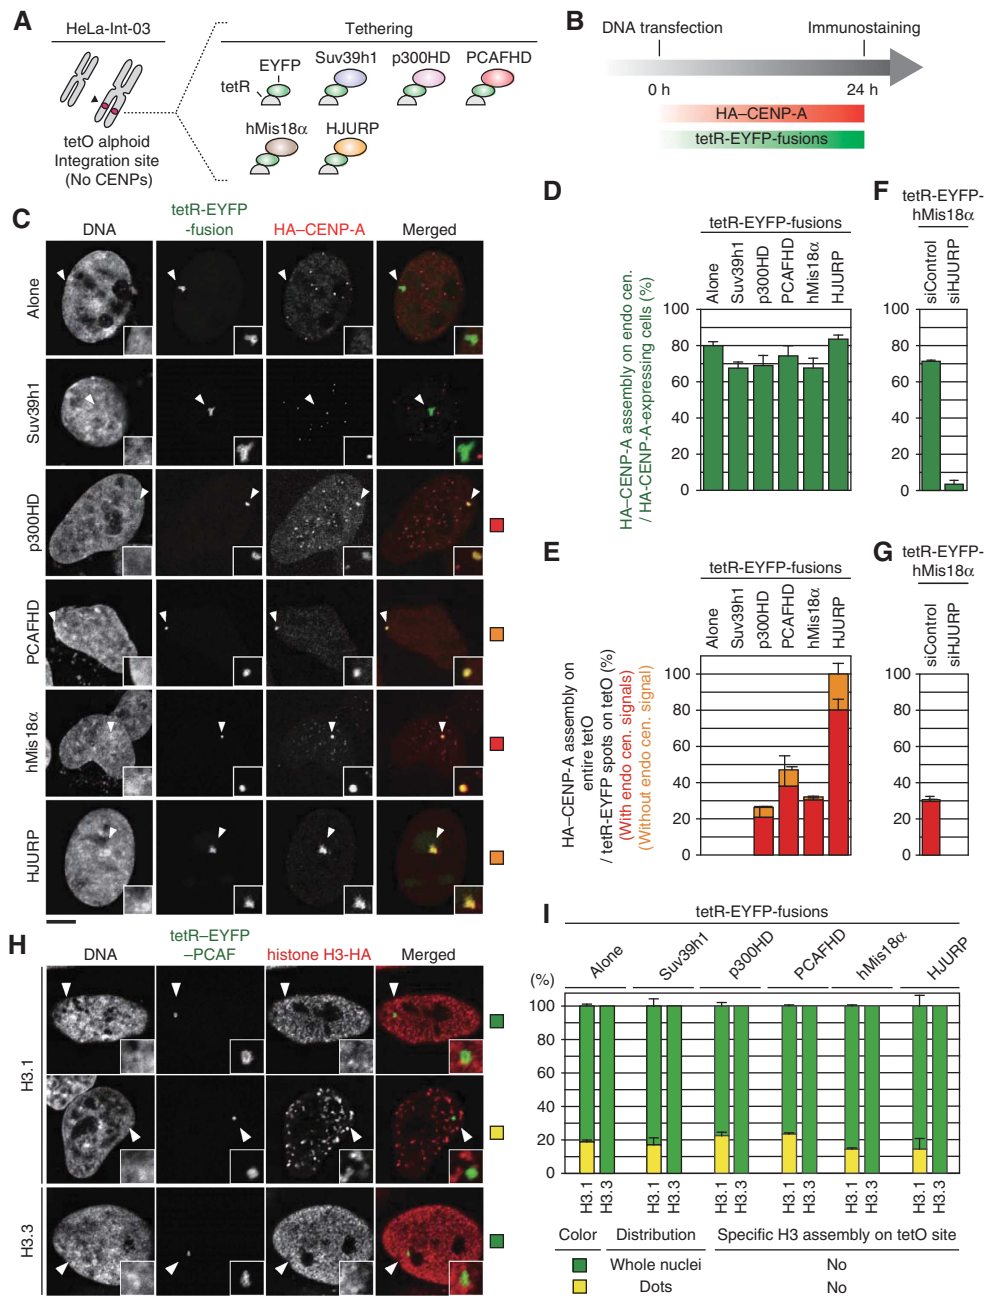 A
HeLa-Int-03
Tethering
EYFP
tetR
Suv39h1
p300HD
PCAFHD
hMis18α
HJURP
tetO alphoid
Integration site
(No CENPs)
B
DNA transfection
Immunostaining
0 h
24 h
HA–CENP-A
tetR-EYFP-fusions
C
DNA
tetR-EYFP
-fusion
HA–CENP-A
Merged
Alone
Suv39h1
p300HD
PCAFHD
hMis18α
HJURP
D
tetR-EYFP-fusions
Alone
Suv39h1
p300HD
PCAFHD
hMis18α
HJURP
HA–CENP-A assembly on endo cen.
/ HA-CENP-A-expressing cells (%)
100
80
60
40
20
0
F
tetR-EYFP-
hMis18α
siControl
siHJURP
100
80
60
40
20
0
E
tetR-EYFP-fusions
Alone
Suv39h1
p300HD
PCAFHD
hMis18α
HJURP
HA–CENP-A assembly on
entire tetO
/ tetR-EYFP spots on tetO (%)
(With endo cen. signals)
(Without endo cen. signal)
100
80
60
40
20
0
G
tetR-EYFP-
hMis18α
siControl
siHJURP
100
80
60
40
20
0
H
DNA
tetR–EYFP
–PCAF
histone H3-HA
Merged
H3.1
H3.3
I
tetR-EYFP-fusions
Alone
Suv39h1
p300HD
PCAFHD
hMis18α
HJURP
(%)
100
80
60
40
20
0
H3.1
H3.3
H3.1
H3.3
H3.1
H3.3
H3.1
H3.3
H3.1
H3.3
H3.1
H3.3
Color
Distribution
Specific H3 assembly on tetO site
Whole nuclei
No
Dots
No